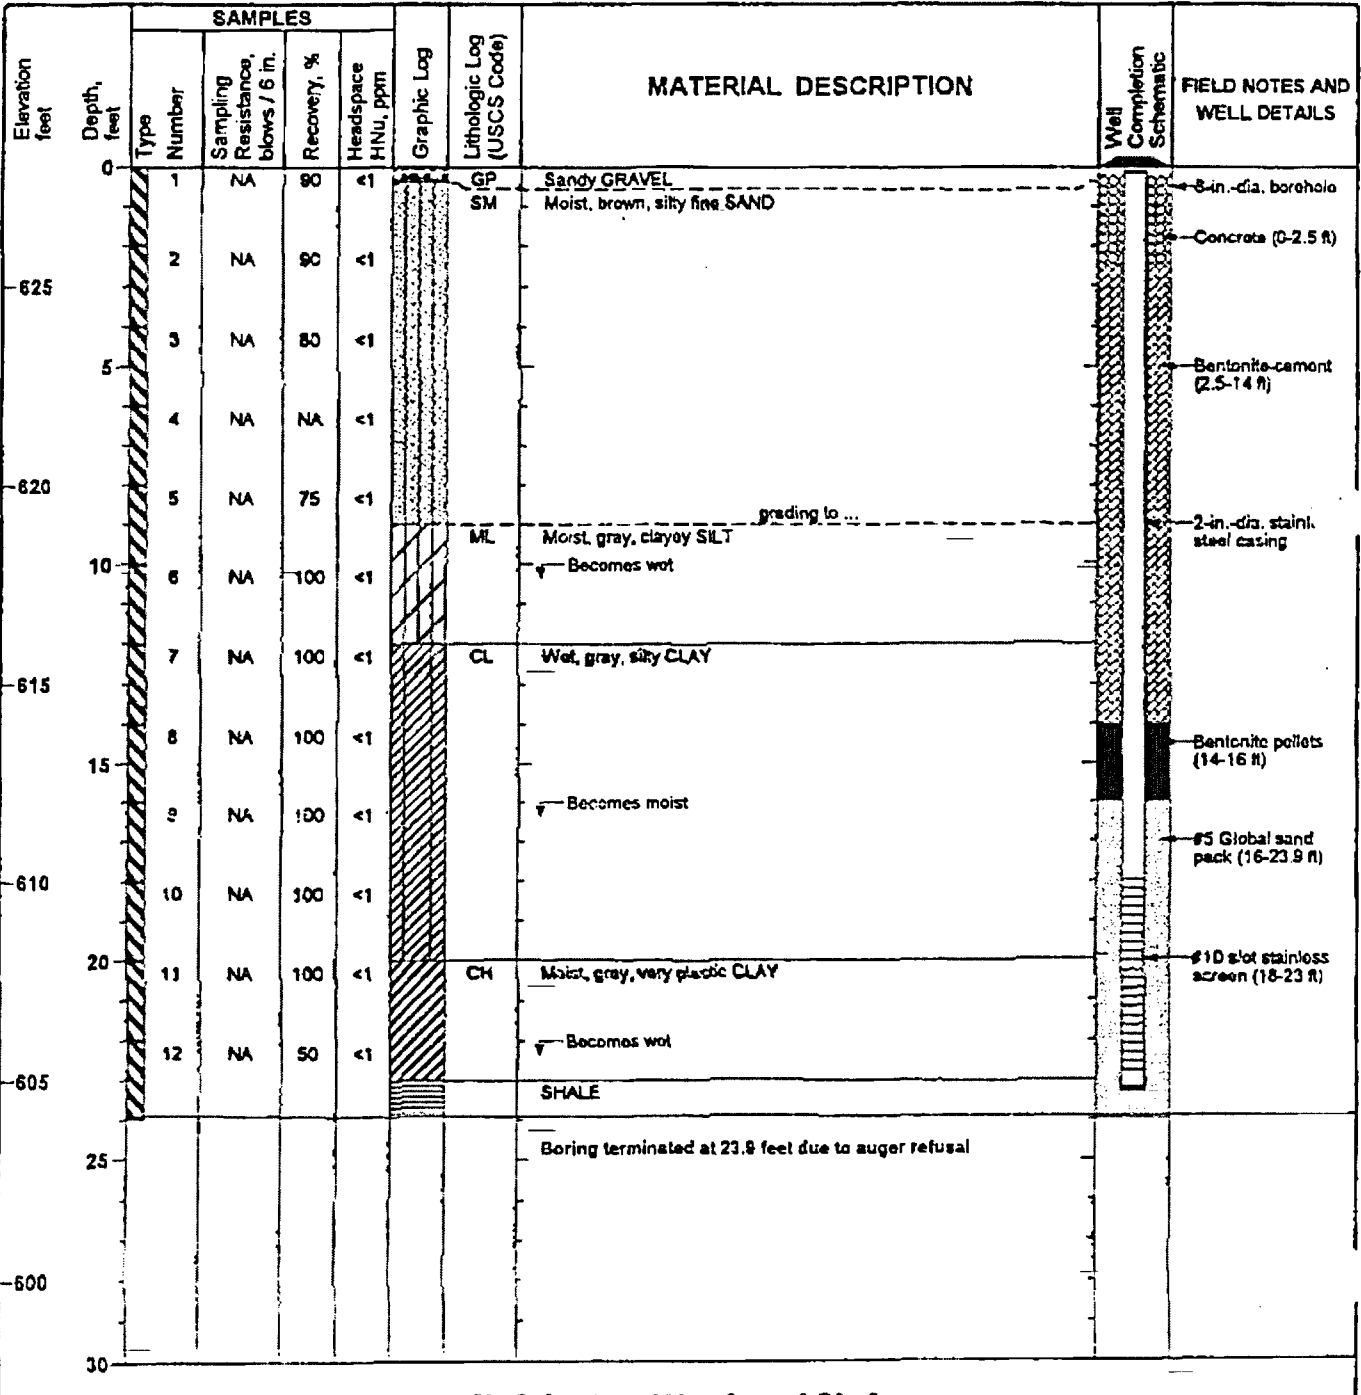 SAMPLES
Elevation feet
Depth, feet
Type
Number
Sampling Resistance, blows / 6 in.
Recovery, %
Headspace HNu, ppm
Graphic Log
Lithologic Log (USCS Code)
MATERIAL DESCRIPTION
Well Completion Schematic
FIELD NOTES AND
WELL DETAILS
0
1 NA 90 <1 GP Sandy GRAVEL
8-in.-dia. borehole
SM Moist, brown, silty fine SAND
Concrete (0-2.5 ft)
2 NA 90 <1
625
3 NA 80 <1
5
Bentonite-cement
(2.5-14 ft)
4 NA NA <1
620
5 NA 75 <1
grading to ...
2-in.-dia. stainl.
steel casing
ML Moist, gray, clayey SILT
10
Becomes wet
6 NA 100 <1
7 NA 100 <1 CL Wet, gray, silty CLAY
615
8 NA 100 <1
Bentonite pellets
(14-16 ft)
15
Becomes moist
9 NA 100 <1
#5 Global sand
pack (16-23.9 ft)
610
10 NA 100 <1
20
#10 slot stainless
screen (18-23 ft)
11 NA 100 <1 CH Moist, gray, very plastic CLAY
Becomes wet
12 NA 50 <1
605
SHALE
Boring terminated at 23.9 feet due to auger refusal
25
600
30